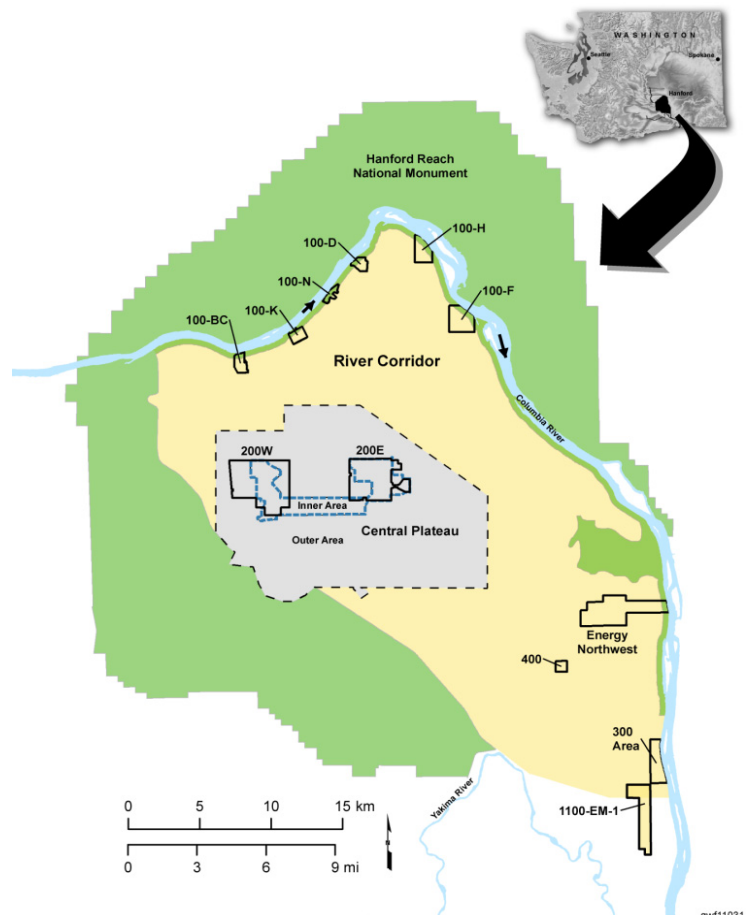 WASHINGTON
Seattle
Spokane
Hanford
Hanford Reach
National Monument
100-H
100-D
100-N
100-F
100-K
100-BC
River Corridor
Columbia River
200W
200E
Inner Area
Central Plateau
Outer Area
Energy
Northwest
400
300
Area
Yakima River
1100-EM-1
0 5 10 15 km
0 3 6 9 mi
N